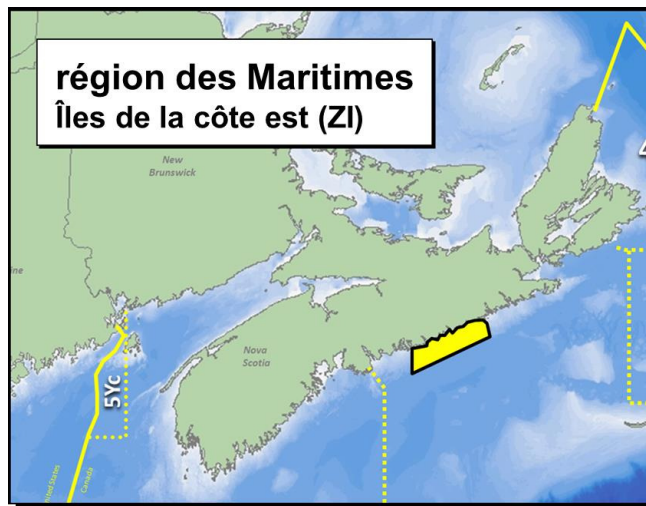 région des Maritimes
Îles de la côte est (ZI)
New
Brunswick
Nova
Scotia
5Yc
Canada